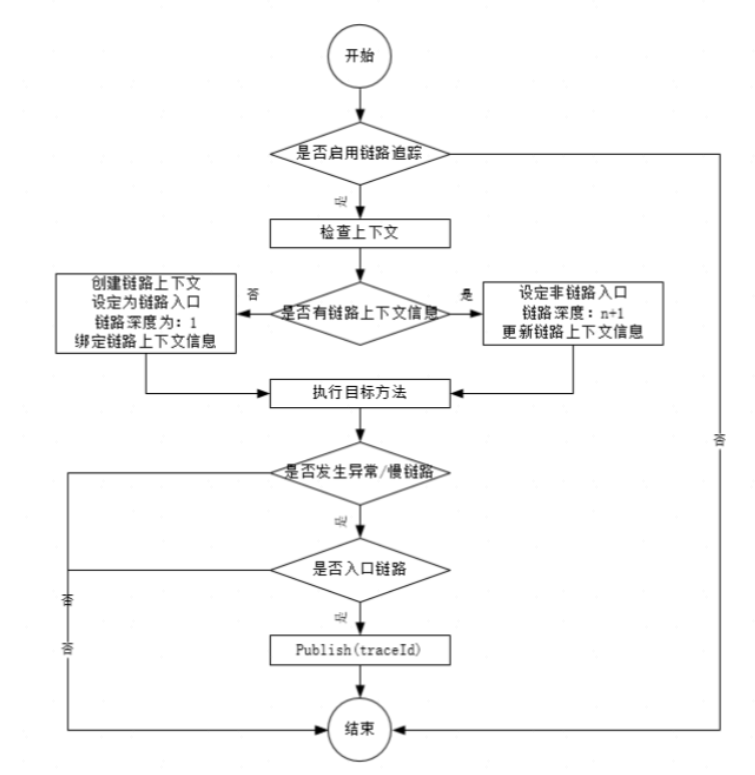 开始
是否启用链路追踪
是
检查上下文
创建链路上下文
设定为链路入口
链路深度为：1
绑定链路上下文信息
否
是否有链路上下文信息
是
设定非链路入口
链路深度：n+1
更新链路上下文信息
执行目标方法
否
是否发生异常/慢链路
是
是否入口链路
否
是
否
Publish(traceId)
结束